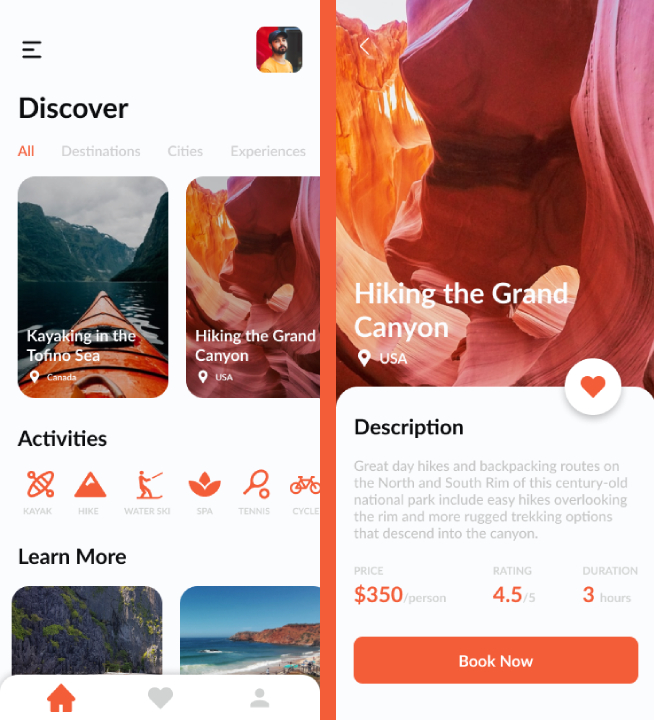 Discover
All Destinations Cities Experiences
Kayaking in the
Tofino Sea
Canada
Hiking the Grand
Canyon
USA
Activities
KAYAK HIKE WATER SKI SPA TENNIS CYCLE
Learn More
Hiking the Grand
Canyon
USA
Description
Great day hikes and backpacking routes on
the North and South Rim of this century-old
national park include easy hikes overlooking
the rim and more rugged trekking options
that descend into the canyon.
PRICE RATING DURATION
$350/person 4.5/5 3 hours
Book Now